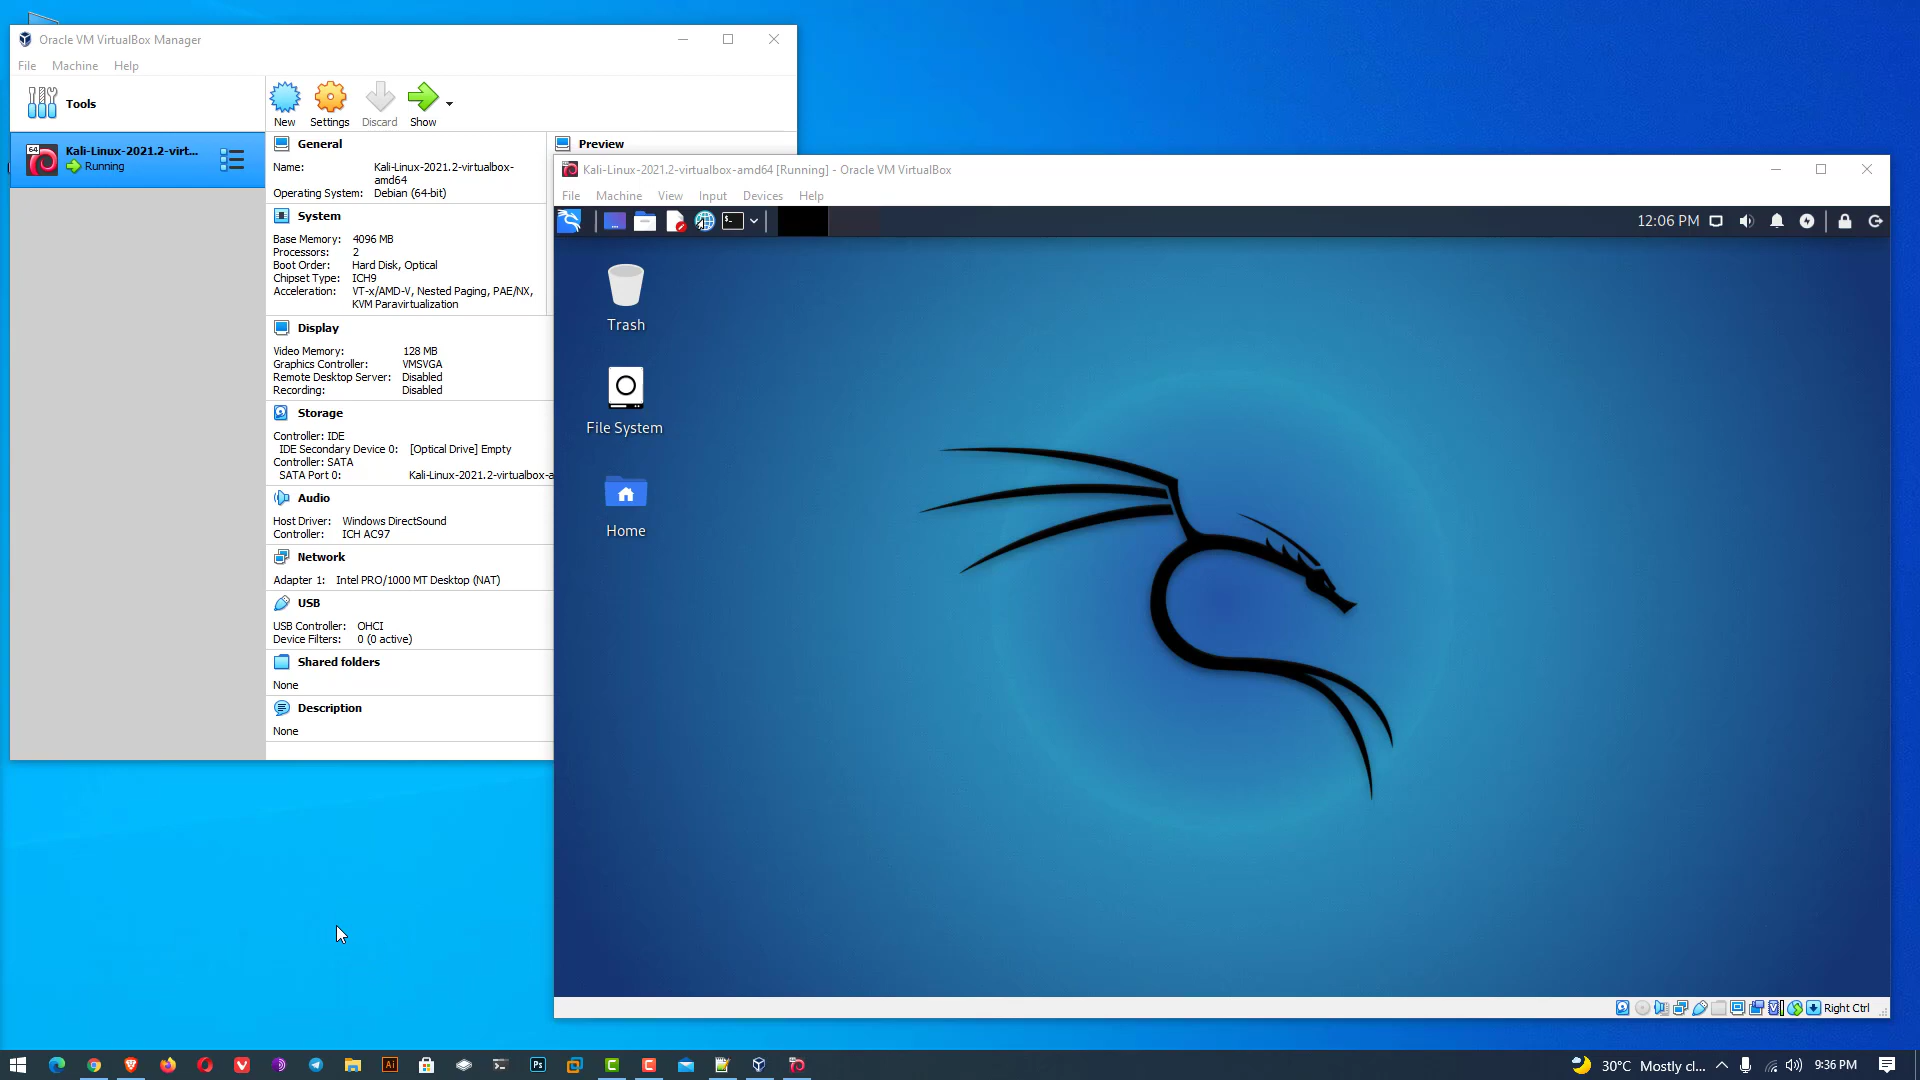 Oracle VM VirtualBox Manager
File Machine Help
Tools
New Settings Discard Show
64
Kali-Linux-2021.2-virt...
Running
General
Name: Kali-Linux-2021.2-virtualbox-
amd64
Operating System: Debian (64-bit)
System
Base Memory: 4096 MB
Processors: 2
Boot Order: Hard Disk, Optical
Chipset Type: ICH9
Acceleration: VT-x/AMD-V, Nested Paging, PAE/NX,
KVM Paravirtualization
Display
Video Memory: 128 MB
Graphics Controller: VMSVGA
Remote Desktop Server: Disabled
Recording: Disabled
Storage
Controller: IDE
IDE Secondary Device 0: [Optical Drive] Empty
Controller: SATA
SATA Port 0: Kali-Linux-2021.2-virtualbox-a
Audio
Host Driver: Windows DirectSound
Controller: ICH AC97
Network
Adapter 1: Intel PRO/1000 MT Desktop (NAT)
USB
USB Controller: OHCI
Device Filters: 0 (0 active)
Shared folders
None
Description
None
Preview
Kali-Linux-2021.2-virtualbox-amd64 [Running] - Oracle VM VirtualBox
File Machine View Input Devices Help
12:06 PM
Trash
File System
Home
Right Ctrl
Ai
Ps
C
C
30°C Mostly cl...
9:36 PM